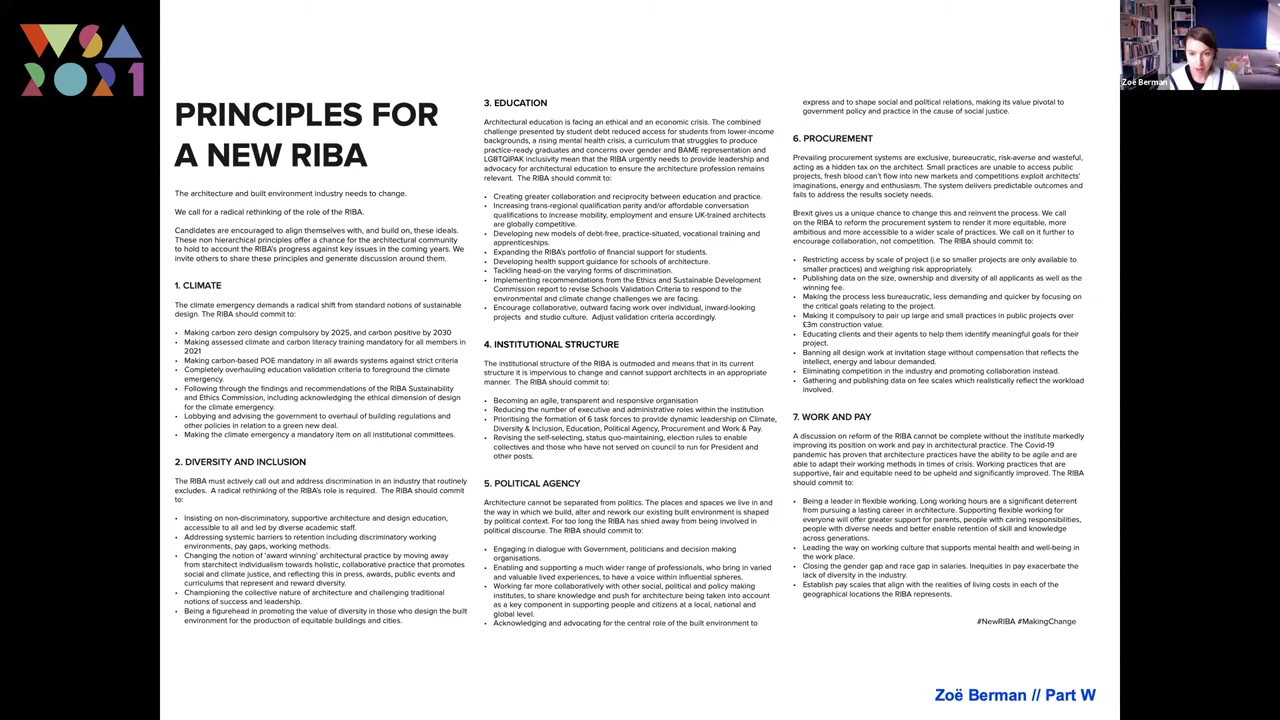 WSA
2021
PRINCIPLES FOR
A NEW RIBA
The architecture and built environment industry needs to change.
We call for a radical rethinking of the role of the RIBA.
Candidates are encouraged to align themselves with, and build on, these ideals.
These non hierarchical principles offer a chance for the architectural community
to hold to account the RIBA's progress against key issues in the coming years. We
invite others to share these principles and generate discussion around them.
1. CLIMATE
The climate emergency demands a radical shift from standard notions of sustainable
design. The RIBA should commit to:
• Making carbon zero design compulsory by 2025, and carbon positive by 2030
• Making assessed climate and carbon literacy training mandatory for all members in
2021
• Making carbon-based POE mandatory in all awards systems against strict criteria
• Completely overhauling education validation criteria to foreground the climate
emergency.
• Following through the findings and recommendations of the RIBA Sustainability
and Ethics Commission, including acknowledging the ethical dimension of design
for the climate emergency.
• Lobbying and advising the government to overhaul of building regulations and
other policies in relation to a green new deal.
• Making the climate emergency a mandatory item on all institutional committees.
2. DIVERSITY AND INCLUSION
The RIBA must actively call out and address discrimination in an industry that routinely
excludes. A radical rethinking of the RIBA's role is required. The RIBA should commit
to:
• Insisting on non-discriminatory, supportive architecture and design education,
accessible to all and led by diverse academic staff.
• Addressing systemic barriers to retention including discriminatory working
environments, pay gaps, working methods.
• Changing the notion of 'award winning' architectural practice by moving away
from starchitect individualism towards holistic, collaborative practice that promotes
social and climate justice, and reflecting this in press, awards, public events and
curriculums that represent and reward diversity.
• Championing the collective nature of architecture and challenging traditional
notions of success and leadership.
• Being a figurehead in promoting the value of diversity in those who design the built
environment for the production of equitable buildings and cities.
3. EDUCATION
Architectural education is facing an ethical and an economic crisis. The combined
challenge presented by student debt reduced access for students from lower-income
backgrounds, a rising mental health crisis, a curriculum that struggles to produce
practice-ready graduates and concerns over gender and BAME representation and
LGBTQIPAK inclusivity mean that the RIBA urgently needs to provide leadership and
advocacy for architectural education to ensure the architecture profession remains
relevant. The RIBA should commit to:
• Creating greater collaboration and reciprocity between education and practice.
• Increasing trans-regional qualification parity and/or affordable conversation
qualifications to increase mobility, employment and ensure UK-trained architects
are globally competitive.
• Developing new models of debt-free, practice-situated, vocational training and
apprenticeships.
• Expanding the RIBA's portfolio of financial support for students.
• Developing health support guidance for schools of architecture.
• Tackling head-on the varying forms of discrimination.
• Implementing recommendations from the Ethics and Sustainable Development
Commission report to revise Schools Validation Criteria to respond to the
environmental and climate change challenges we are facing.
• Encourage collaborative, outward facing work over individual, inward-looking
projects and studio culture. Adjust validation criteria accordingly.
4. INSTITUTIONAL STRUCTURE
The institutional structure of the RIBA is outmoded and means that in its current
structure it is impervious to change and cannot support architects in an appropriate
manner. The RIBA should commit to:
• Becoming an agile, transparent and responsive organisation
• Reducing the number of executive and administrative roles within the institution
• Prioritising the formation of 6 task forces to provide dynamic leadership on Climate,
Diversity & Inclusion, Education, Political Agency, Procurement and Work & Pay.
• Revising the self-selecting, status quo-maintaining, election rules to enable
collectives and those who have not served on council to run for President and
other posts.
5. POLITICAL AGENCY
Architecture cannot be separated from politics. The places and spaces we live in and
the way in which we build, alter and rework our existing built environment is shaped
by political context. For too long the RIBA has shied away from being involved in
political discourse. The RIBA should commit to:
• Engaging in dialogue with Government, politicians and decision making
organisations.
• Enabling and supporting a much wider range of professionals, who bring in varied
and valuable lived experiences, to have a voice within influential spheres.
• Working far more collaboratively with other social, political and policy making
institutes, to share knowledge and push for architecture being taken into account
as a key component in supporting people and citizens at a local, national and
global level.
• Acknowledging and advocating for the central role of the built environment to
express and to shape social and political relations, making its value pivotal to
government policy and practice in the cause of social justice.
6. PROCUREMENT
Prevailing procurement systems are exclusive, bureaucratic, risk-averse and wasteful,
acting as a hidden tax on the architect. Small practices are unable to access public
projects, fresh blood can't flow into new markets and competitions exploit architects'
imaginations, energy and enthusiasm. The system delivers predictable outcomes and
fails to address the results society needs.
Brexit gives us a unique chance to change this and reinvent the process. We call
on the RIBA to reform the procurement system to render it more equitable, more
ambitious and more accessible to a wider scale of practices. We call on it further to
encourage collaboration, not competition. The RIBA should commit to:
• Restricting access by scale of project (i.e so smaller projects are only available to
smaller practices) and weighing risk appropriately.
• Publishing data on the size, ownership and diversity of all applicants as well as the
winning fee.
• Making the process less bureaucratic, less demanding and quicker by focusing on
the critical goals relating to the project.
• Making it compulsory to pair up large and small practices in public projects over
£3m construction value.
• Educating clients and their agents to help them identify meaningful goals for their
project.
• Banning all design work at invitation stage without compensation that reflects the
intellect, energy and labour demanded.
• Eliminating competition in the industry and promoting collaboration instead.
• Gathering and publishing data on fee scales which realistically reflect the workload
involved.
7. WORK AND PAY
A discussion on reform of the RIBA cannot be complete without the institute markedly
improving its position on work and pay in architectural practice. The Covid-19
pandemic has proven that architecture practices have the ability to be agile and are
able to adapt their working methods in times of crisis. Working practices that are
supportive, fair and equitable need to be upheld and significantly improved. The RIBA
should commit to:
• Being a leader in flexible working. Long working hours are a significant deterrent
from pursuing a lasting career in architecture. Supporting flexible working for
everyone will offer greater support for parents, people with caring responsibilities,
people with diverse needs and better enable retention of skill and knowledge
across generations.
• Leading the way on working culture that supports mental health and well-being in
the work place.
• Closing the gender gap and race gap in salaries. Inequities in pay exacerbate the
lack of diversity in the industry.
• Establish pay scales that align with the realities of living costs in each of the
geographical locations the RIBA represents.
#NewRIBA #MakingChange
Zoë Berman // Part W
Zoë Berman